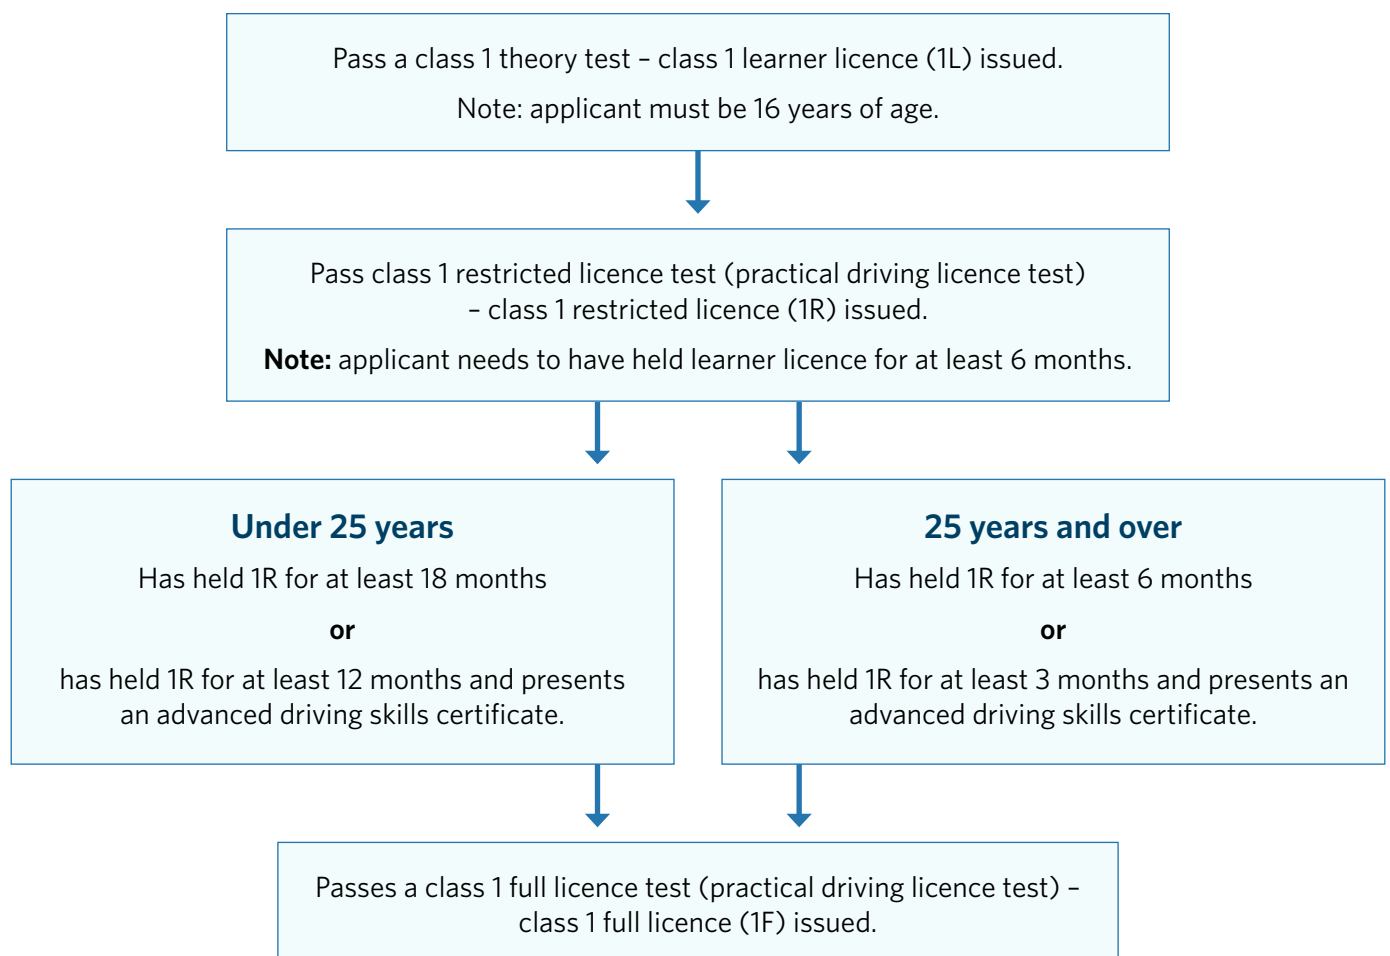 Pass a class 1 theory test – class 1 learner licence (1L) issued.
Note: applicant must be 16 years of age.
Pass class 1 restricted licence test (practical driving licence test)
– class 1 restricted licence (1R) issued.
Note: applicant needs to have held learner licence for at least 6 months.
Under 25 years
Has held 1R for at least 18 months
or
has held 1R for at least 12 months and presents
an advanced driving skills certificate.
25 years and over
Has held 1R for at least 6 months
or
has held 1R for at least 3 months and presents an
advanced driving skills certificate.
Passes a class 1 full licence test (practical driving licence test) –
class 1 full licence (1F) issued.